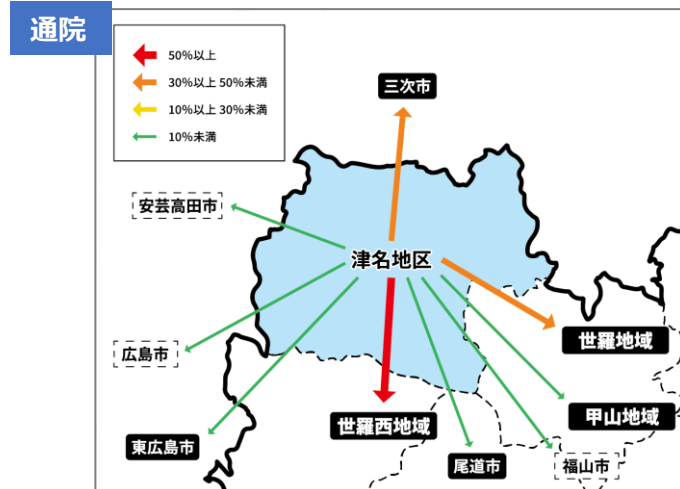 通院
50%以上
30%以上 50%未満
10%以上 30%未満
10%未満
三次市
安芸高田市
津名地区
広島市
世羅地域
東広島市
世羅西地域
甲山地域
尾道市
福山市